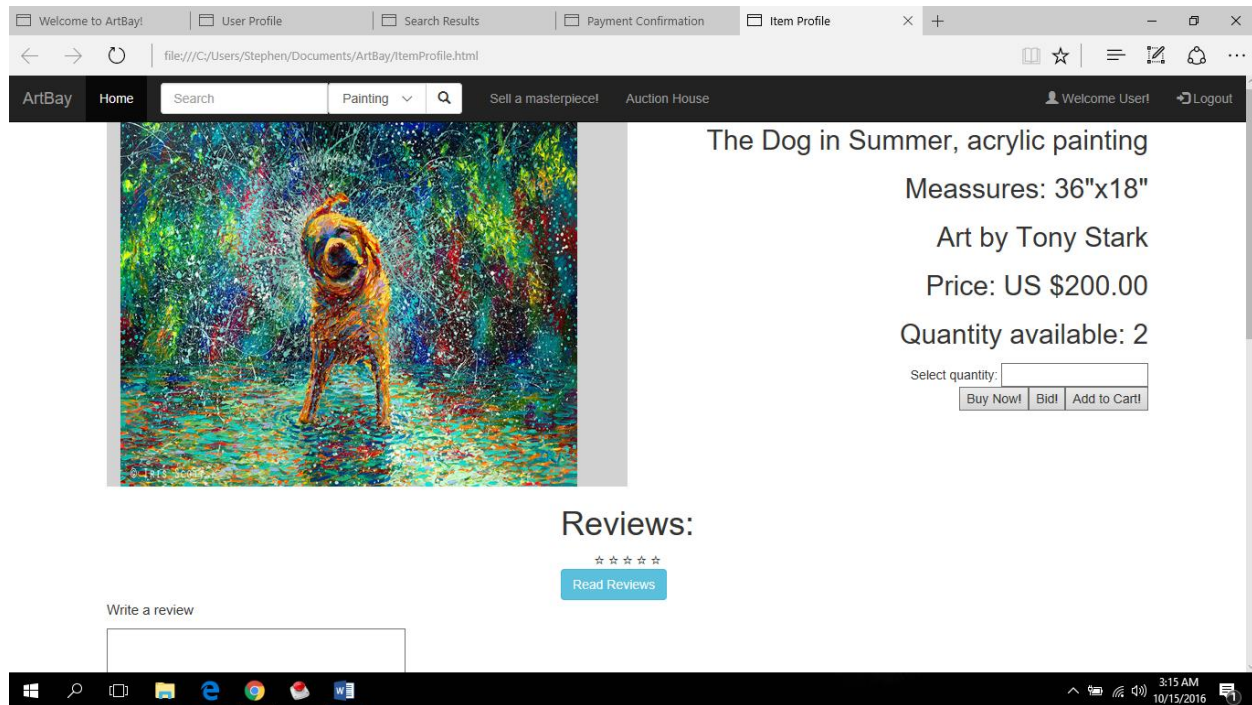 Welcome to ArtBay!
User Profile
Search Results
Payment Confirmation
Item Profile
file:///C:/Users/Stephen/Documents/ArtBay/ItemProfile.html
ArtBay Home Search Painting Sell a masterpiece! Auction House Welcome User! Logout
The Dog in Summer, acrylic painting
Meassures: 36"x18"
Art by Tony Stark
Price: US $200.00
Quantity available: 2
Select quantity:
Buy Now! Bid! Add to Cart!
© Iris Scott
Reviews:
Read Reviews
Write a review
3:15 AM
10/15/2016
1